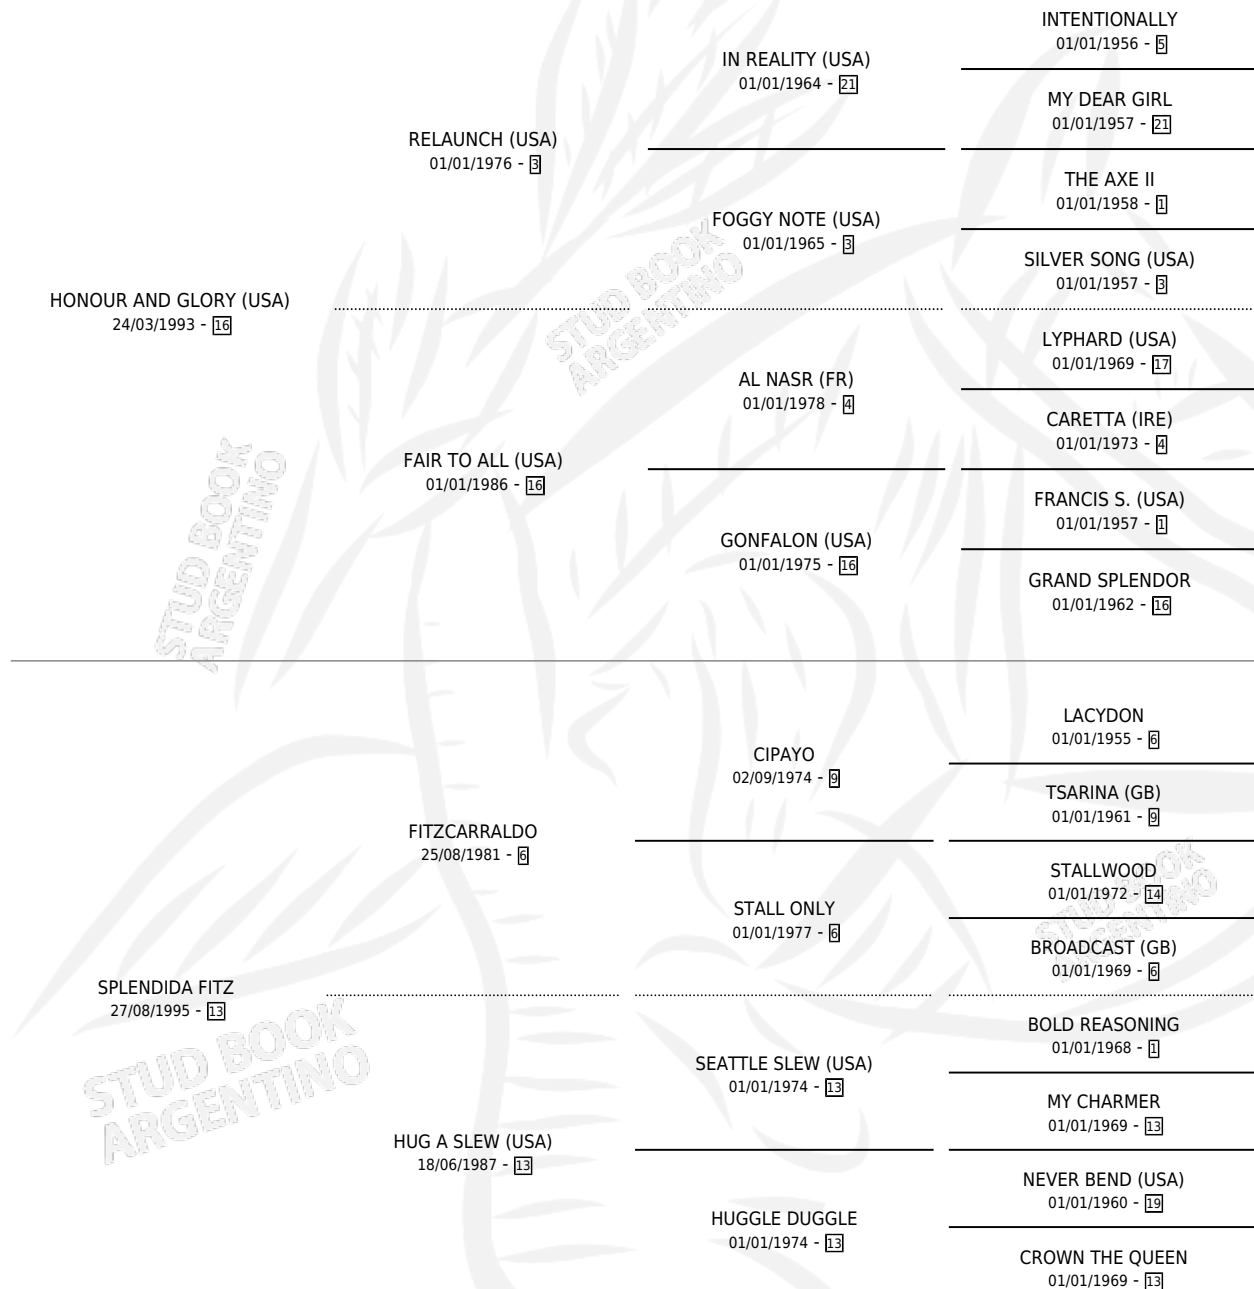 INTENTIONALLY
01/01/1956 - 5
IN REALITY (USA)
01/01/1964 - 21
MY DEAR GIRL
01/01/1957 - 21
RELAUNCH (USA)
01/01/1976 - 3
THE AXE II
01/01/1958 - 1
FOGGY NOTE (USA)
01/01/1965 - 3
SILVER SONG (USA)
01/01/1957 - 3
HONOUR AND GLORY (USA)
24/03/1993 - 16
LYPHARD (USA)
01/01/1969 - 17
AL NASR (FR)
01/01/1978 - 4
CARETTA (IRE)
01/01/1973 - 4
FAIR TO ALL (USA)
01/01/1986 - 16
FRANCIS S. (USA)
01/01/1957 - 1
GONFALON (USA)
01/01/1975 - 16
GRAND SPLENDOR
01/01/1962 - 16
STUD BOOK
ARGENTINO
STUD BOOK
ARGENTINO
LACYDON
01/01/1955 - 6
CIPAYO
02/09/1974 - 9
TSARINA (GB)
01/01/1961 - 9
FITZCARRALDO
25/08/1981 - 6
STALLWOOD
01/01/1972 - 14
STALL ONLY
01/01/1977 - 6
BROADCAST (GB)
01/01/1969 - 6
SPLENDIDA FITZ
27/08/1995 - 13
BOLD REASONING
01/01/1968 - 1
SEATTLE SLEW (USA)
01/01/1974 - 13
MY CHARMER
01/01/1969 - 13
HUG A SLEW (USA)
18/06/1987 - 13
NEVER BEND (USA)
01/01/1960 - 19
HUGGLE DUGGLE
01/01/1974 - 13
CROWN THE QUEEN
01/01/1969 - 13
STUD BOOK
ARGENTINO
STUD BOOK
ARGENTINO